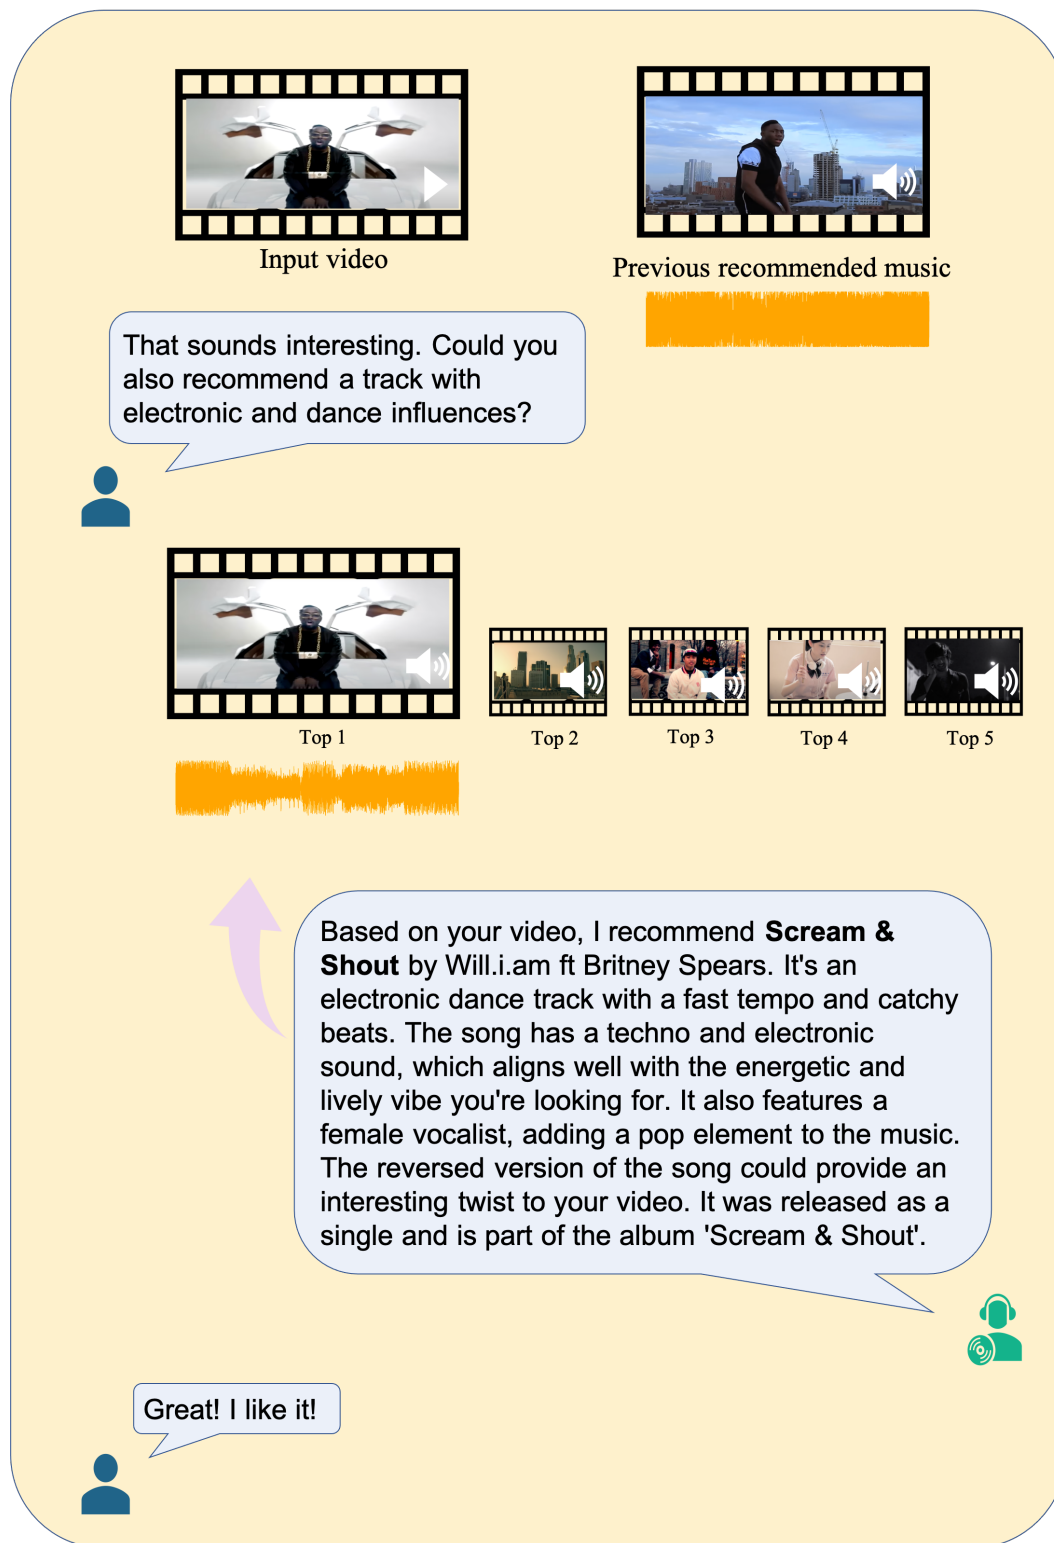 Input video
Previous recommended music
That sounds interesting. Could you
also recommend a track with
electronic and dance influences?
Top 1
Top 2
Top 3
Top 4
Top 5
Based on your video, I recommend Scream &
Shout by Will.i.am ft Britney Spears. It's an
electronic dance track with a fast tempo and catchy
beats. The song has a techno and electronic
sound, which aligns well with the energetic and
lively vibe you're looking for. It also features a
female vocalist, adding a pop element to the music.
The reversed version of the song could provide an
interesting twist to your video. It was released as a
single and is part of the album 'Scream & Shout'.
Great! I like it!